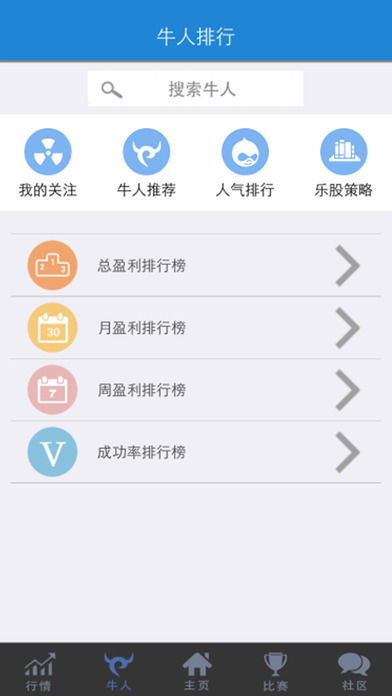 牛人排行
搜索牛人
我的关注 牛人推荐 人气排行 乐股策略
2 1 3 总盈利排行榜
30 月盈利排行榜
7 周盈利排行榜
V 成功率排行榜
行情 牛人 主页 比赛 社区